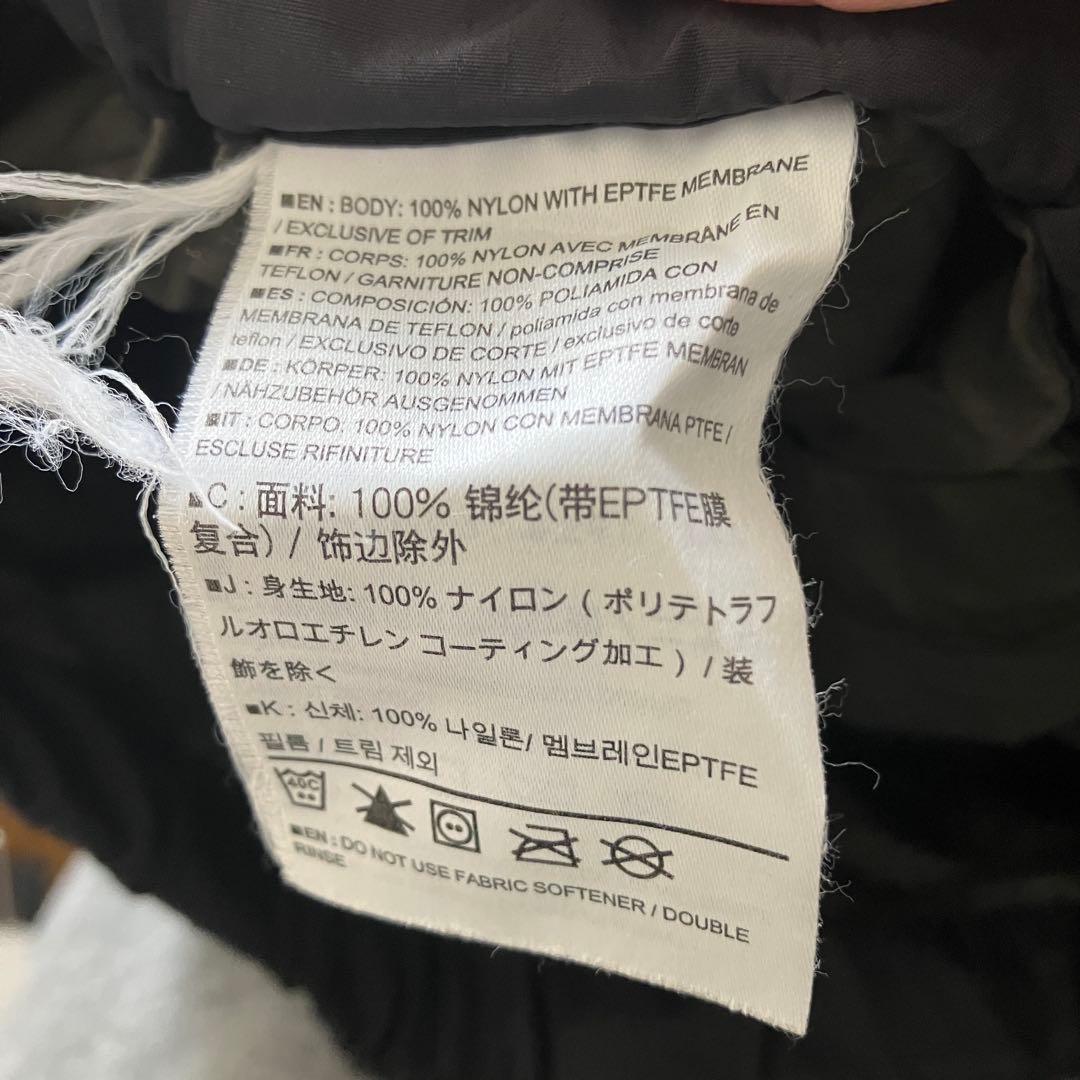 ■EN : BODY: 100% NYLON WITH EPTFE MEMBRANE
/ EXCLUSIVE OF TRIM
■FR : CORPS: 100% NYLON AVEC MEMBRANE EN
TEFLON / GARNITURE NON-COMPRISE
■ES : COMPOSICIÓN: 100% POLIAMIDA CON
MEMBRANA DE TEFLON / poliamida con membrana de
teflon / EXCLUSIVO DE CORTE / exclusivo de corte
■DE : KÖRPER: 100% NYLON MIT EPTFE MEMBRAN
/ NÄHZUBEHÖR AUSGENOMMEN
■IT : CORPO. 100% NYLON CON MEMBRANA PTFE /
ESCLUSE RIFINITURE
■C : 面料: 100% 锦纶(带EPTFE膜
复合) / 饰边除外
■J : 身生地: 100% ナイロン ( ポリテトラフ
ルオロエチレン コーティング加工 ) / 装
飾を除く
■K : 신체: 100% 나일론/ 멤브레인EPTFE
필름 / 트림 제외
40C
■EN : DO NOT USE FABRIC SOFTENER / DOUBLE
RINSE